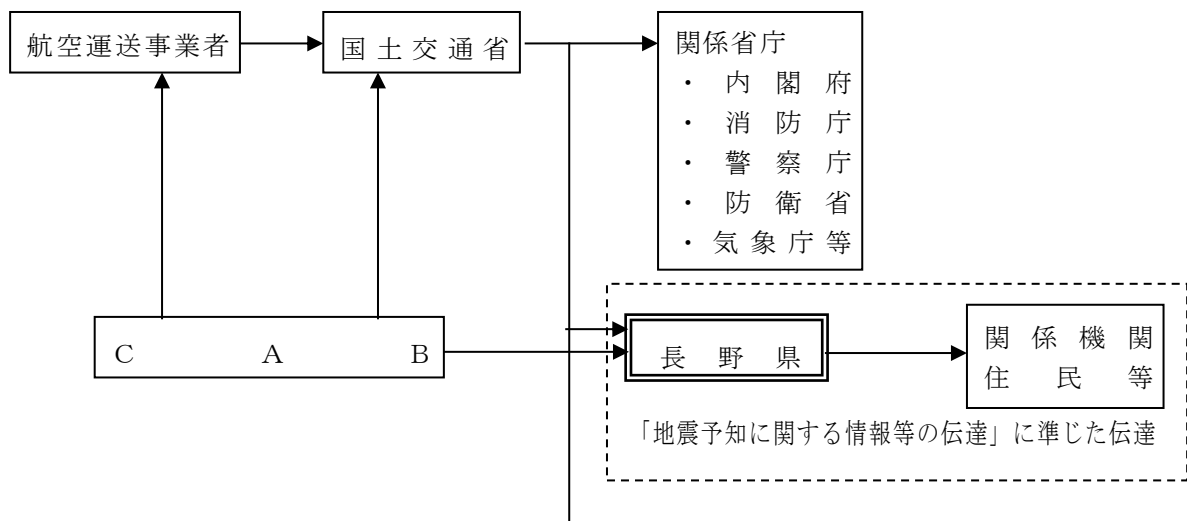 航空運送事業者
国土交通省
関係省庁
・内閣府
・消防庁
・警察庁
・防衛省
・気象庁等
CAB
長野県
関係機関
住民等
「地震予知に関する情報等の伝達」に準じた伝達